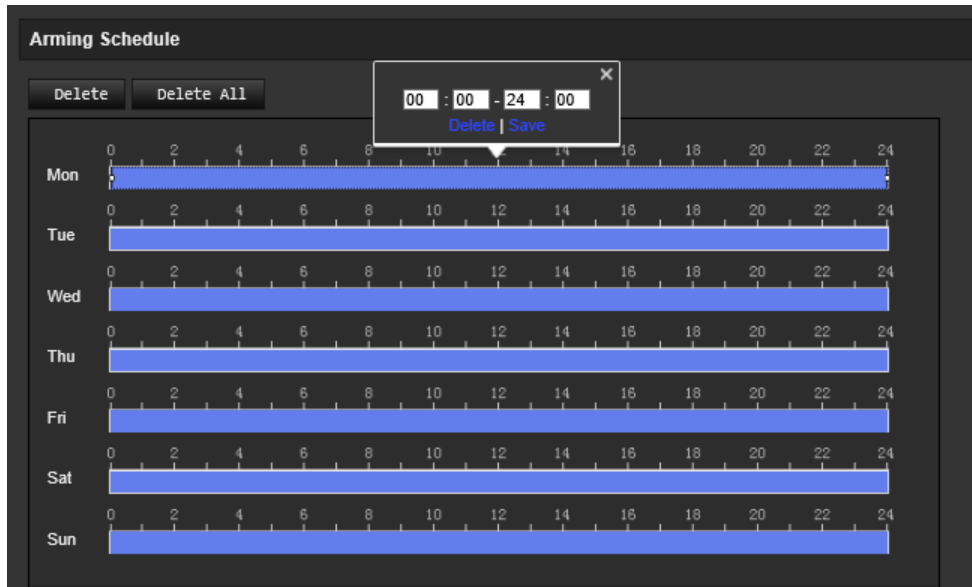 Arming Schedule
×
Delete Delete All
00 : 00 - 24 : 00
Delete | Save
0 2 4 6 8 10 12 14 16 18 20 22 24
Mon
0 2 4 6 8 10 12 14 16 18 20 22 24
Tue
0 2 4 6 8 10 12 14 16 18 20 22 24
Wed
0 2 4 6 8 10 12 14 16 18 20 22 24
Thu
0 2 4 6 8 10 12 14 16 18 20 22 24
Fri
0 2 4 6 8 10 12 14 16 18 20 22 24
Sat
0 2 4 6 8 10 12 14 16 18 20 22 24
Sun